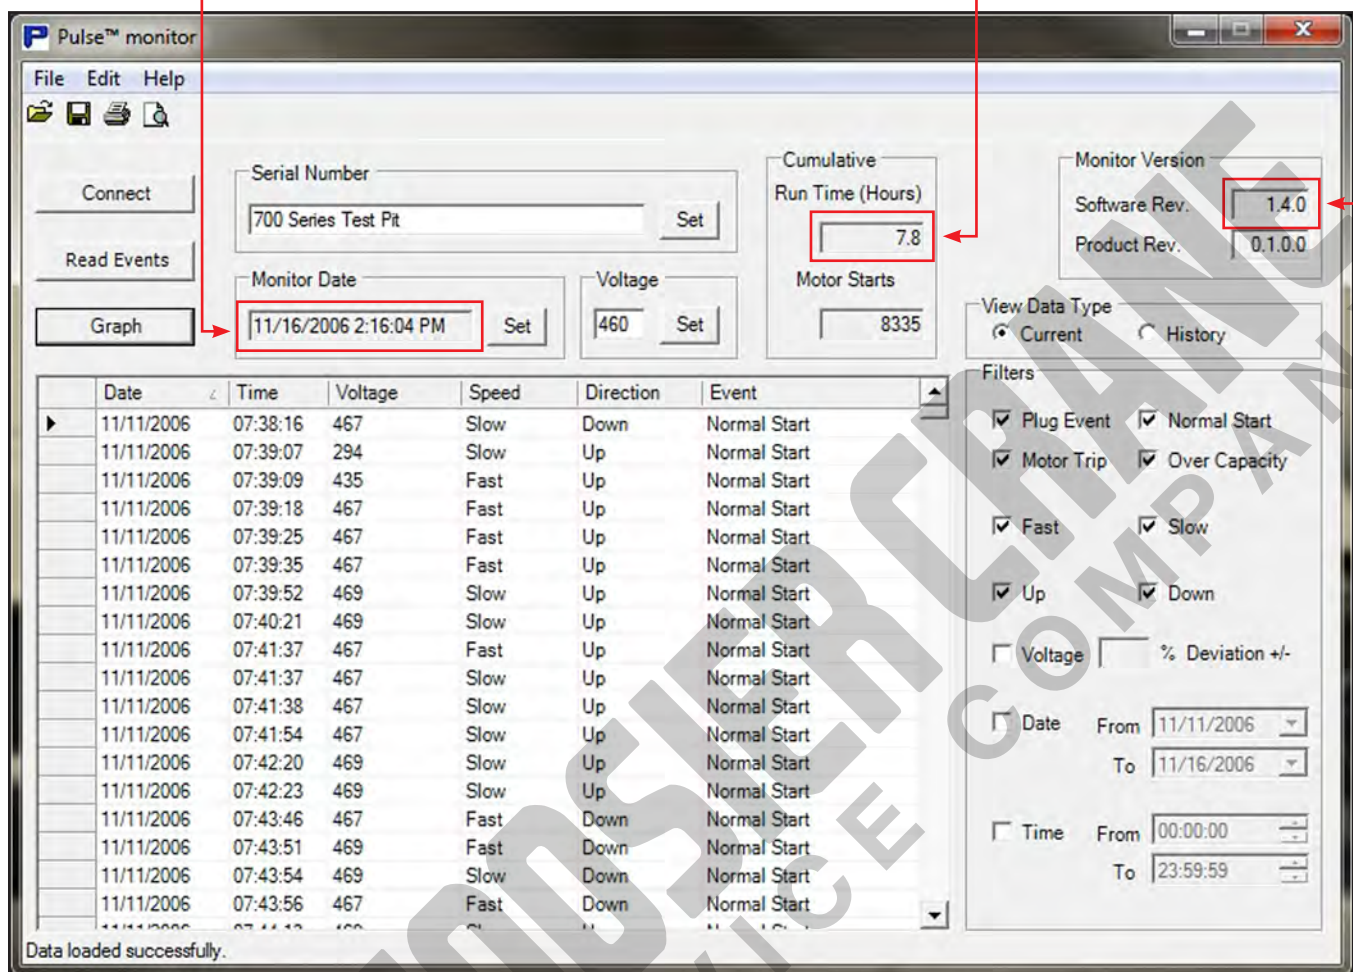 Pulse™ monitor
File Edit Help
Connect
Read Events
Graph
Serial Number
700 Series Test Pit Set
Monitor Date
11/16/2006 2:16:04 PM Set
Voltage
460 Set
Cumulative
Run Time (Hours)
7.8
Motor Starts
8335
Monitor Version
Software Rev. 1.4.0
Product Rev. 0.1.0.0
View Data Type
Current History
Date Time Voltage Speed Direction Event
11/11/2006 07:38:16 467 Slow Down Normal Start
11/11/2006 07:39:07 294 Slow Up Normal Start
11/11/2006 07:39:09 435 Fast Up Normal Start
11/11/2006 07:39:18 467 Fast Up Normal Start
11/11/2006 07:39:25 467 Fast Up Normal Start
11/11/2006 07:39:35 467 Fast Up Normal Start
11/11/2006 07:39:52 469 Slow Up Normal Start
11/11/2006 07:40:21 469 Slow Up Normal Start
11/11/2006 07:41:37 467 Fast Up Normal Start
11/11/2006 07:41:37 467 Slow Up Normal Start
11/11/2006 07:41:38 467 Slow Up Normal Start
11/11/2006 07:41:54 467 Slow Up Normal Start
11/11/2006 07:42:20 469 Slow Up Normal Start
11/11/2006 07:42:23 469 Slow Up Normal Start
11/11/2006 07:43:46 467 Fast Down Normal Start
11/11/2006 07:43:51 469 Fast Down Normal Start
11/11/2006 07:43:54 469 Slow Down Normal Start
11/11/2006 07:43:56 467 Fast Down Normal Start
Filters
Plug Event Normal Start
Motor Trip Over Capacity
Fast Slow
Up Down
Voltage % Deviation +/-
Date From 11/11/2006
To 11/16/2006
Time From 00:00:00
To 23:59:59
Data loaded successfully.
CRANE
COMPAN